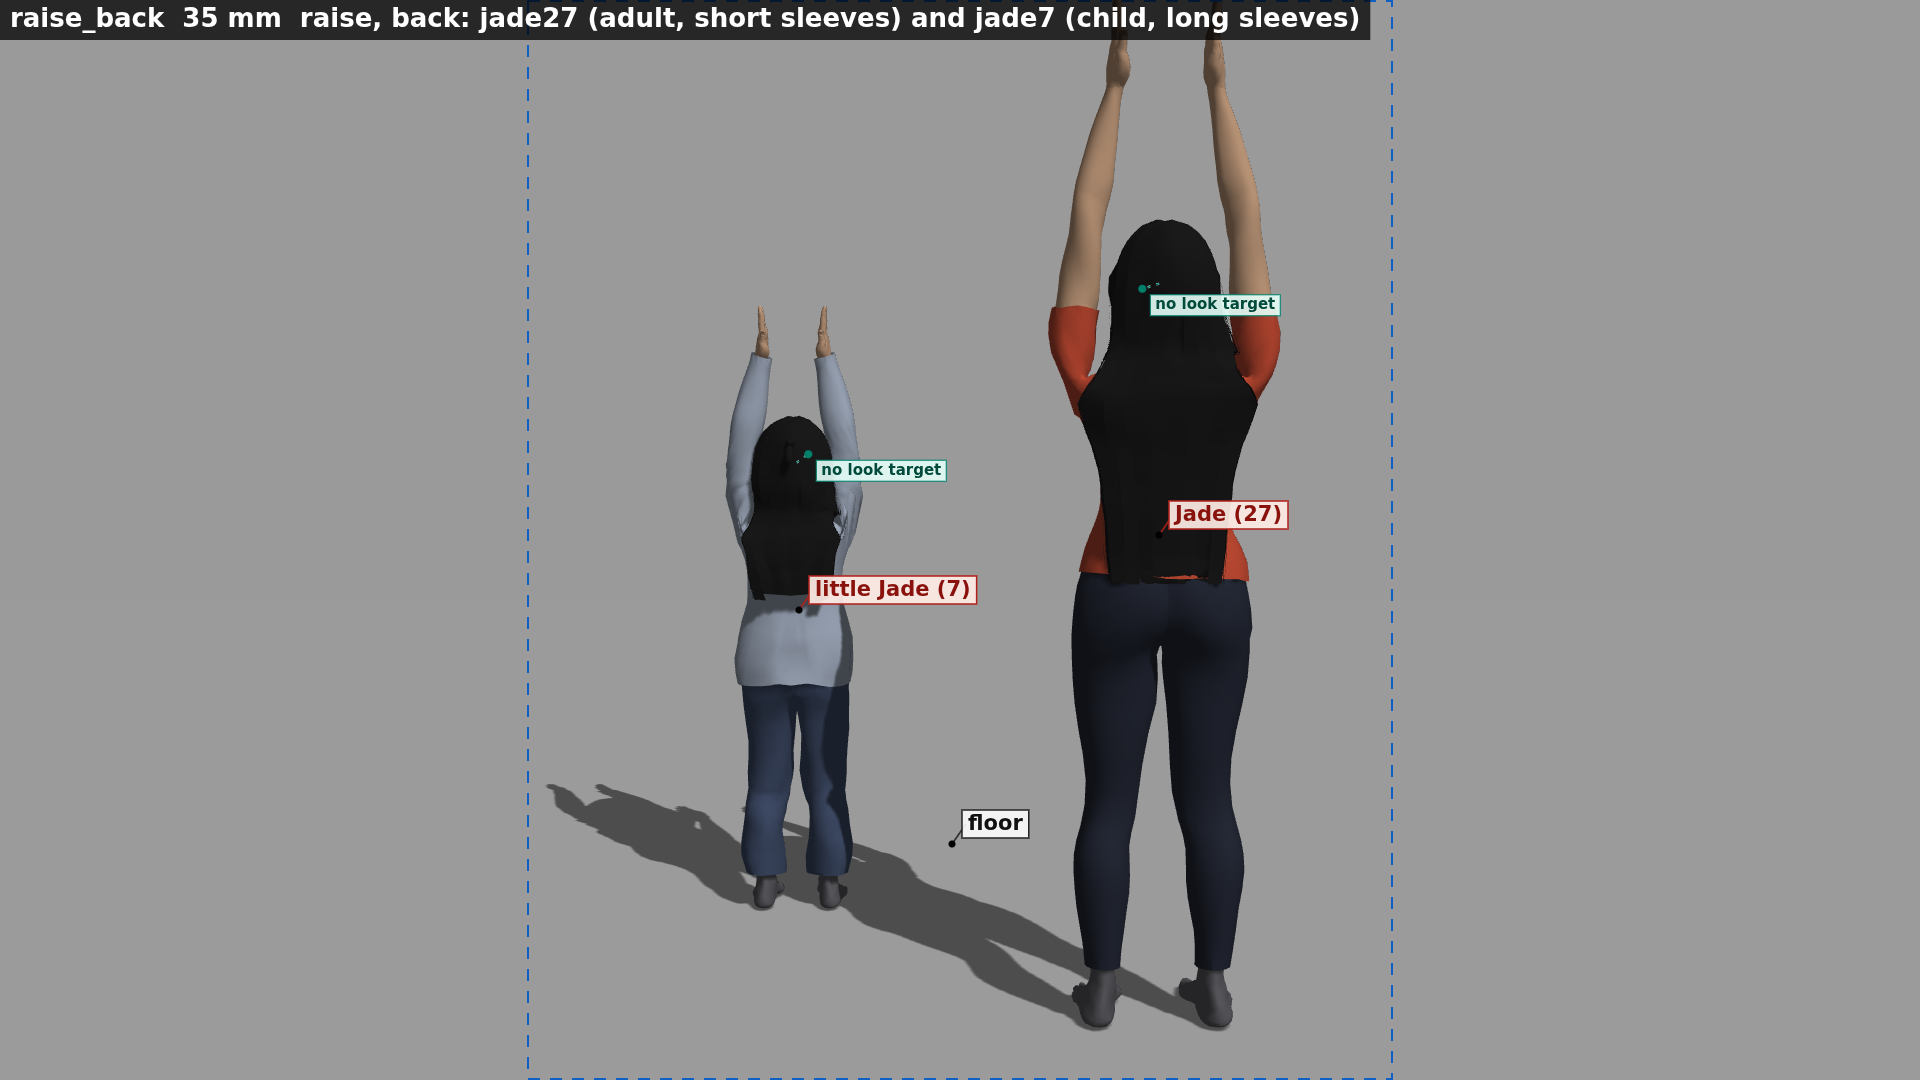 raise_back  35 mm  raise, back: jade27 (adult, short sleeves) and jade7 (child, long sleeves)
no look target
no look target
Jade (27)
little Jade (7)
floor